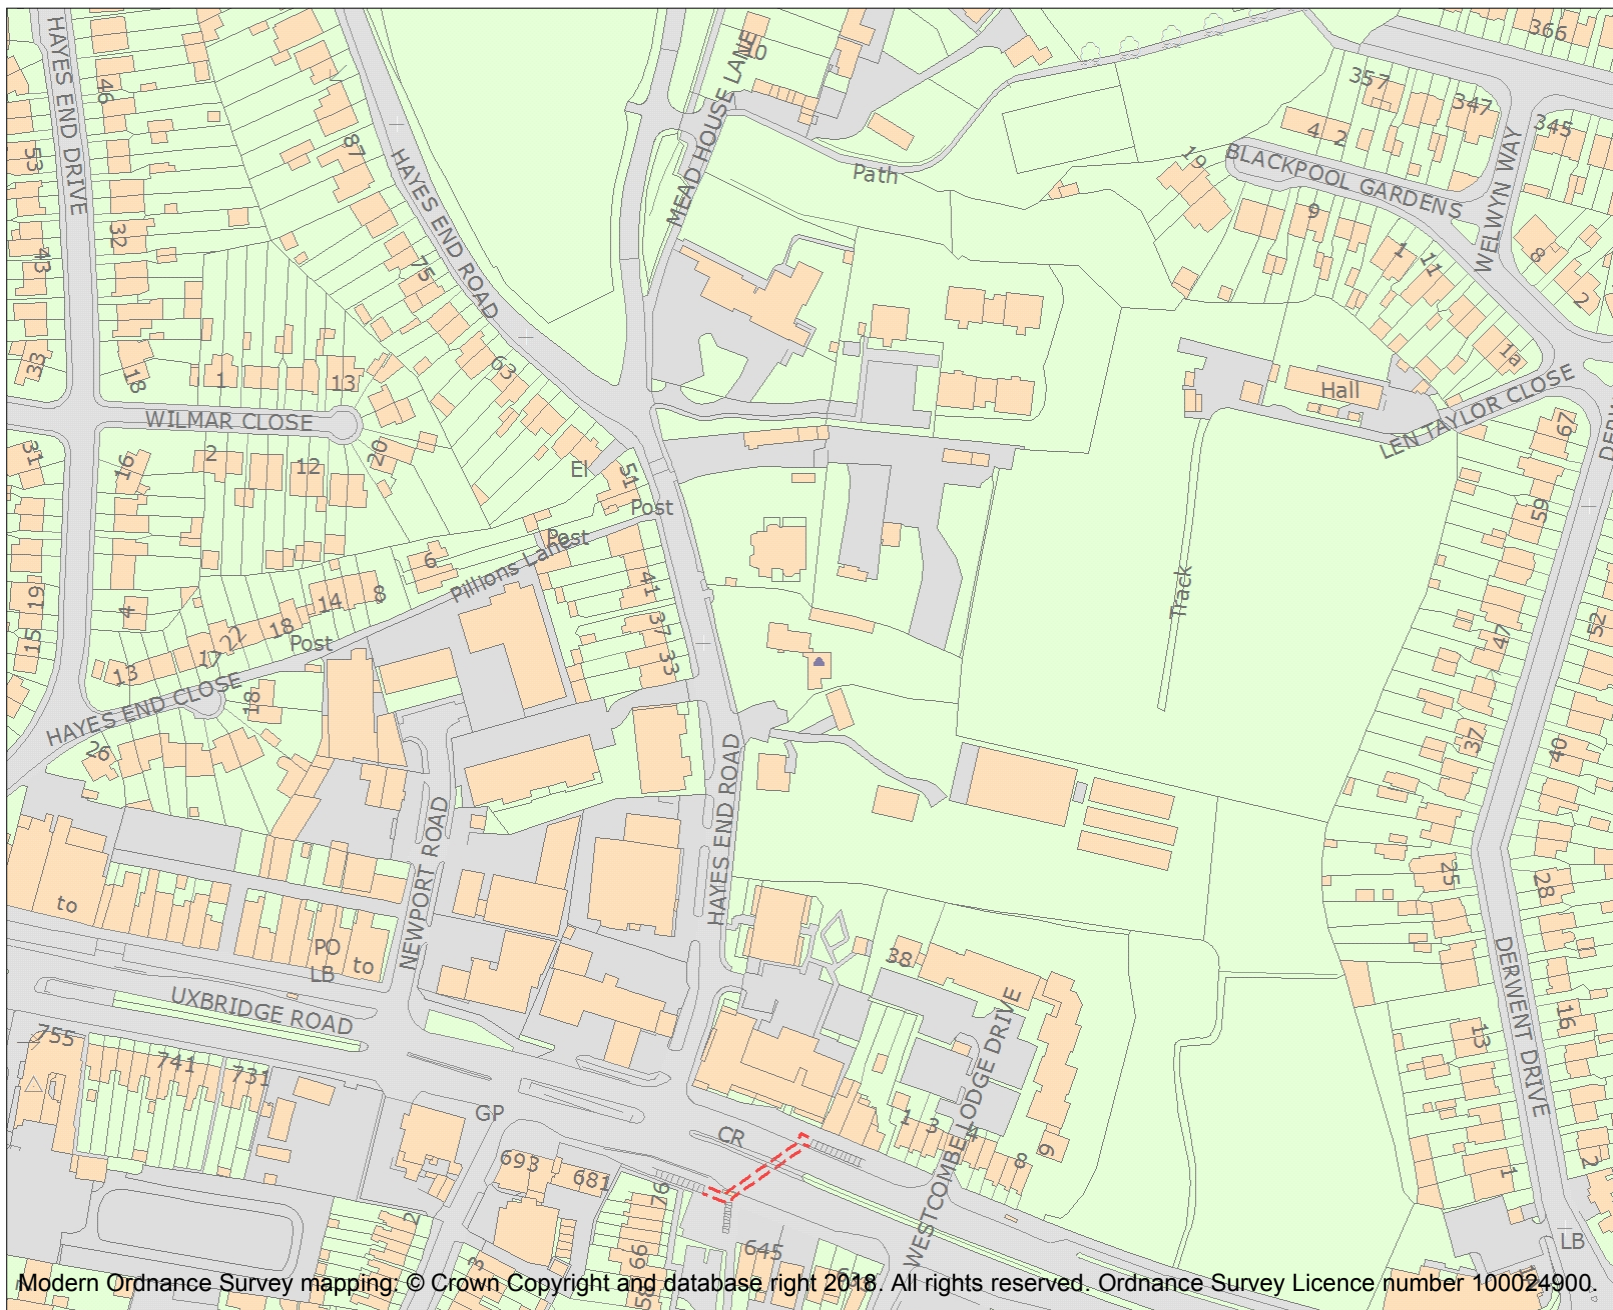 HAYES END DRIVE
46
53
32
43
33
18
87
HAYES END ROAD
75
63
10
MEAD HOUSE LANE
Path
366
357
347
345
4
2
19
BLACKPOOL GARDENS
WELWYN WAY
9
1
11
8
2
1a
Hall
LEN TAYLOR CLOSE
67
1
13
WILMAR CLOSE
31
16
2
12
20
El
51
Post
Post
Pillions Lane
6
41
37
33
59
52
47
Track
19
15
4
14
8
18
22
17
13
Post
HAYES END CLOSE
18
26
37
40
NEWPORT ROAD
HAYES END ROAD
25
28
to
PO
LB
to
38
UXBRIDGE ROAD
755
741
731
GP
CR
693
681
76
1
3
4
8
9
WESTCOMBE LODGE DRIVE
DERWENT DRIVE
13
16
1
2
LB
2
3
66
58
645
Modern Ordnance Survey mapping: © Crown Copyright and database right 2018. All rights reserved. Ordnance Survey Licence number 100024900.